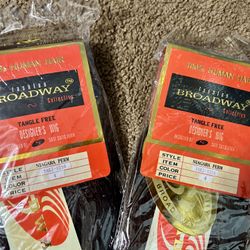 100% HUMAN HAIR
fashion
BROADWAY™
Collection
TANGLE FREE
DESIGNER'S WIG
STYLE
ITEM
COLOR
PRICE
NIAGARA PERM
100% HUMAN HAIR
fashion
BROADWAY
Collection
TANGLE FREE
DESIGNER'S WIG
STYLE
ITEM
COLOR
PRICE
NIAGARA PERM